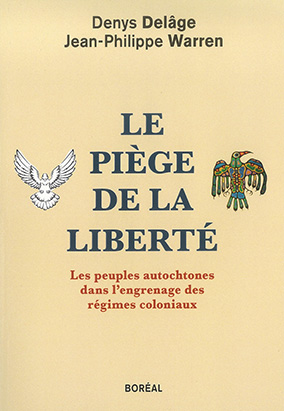 Denys Delâge
Jean-Philippe Warren
LE
PIÈGE
DE LA
LIBERTÉ
Les peuples autochtones
dans l'engrenage des
régimes coloniaux
BORÉAL